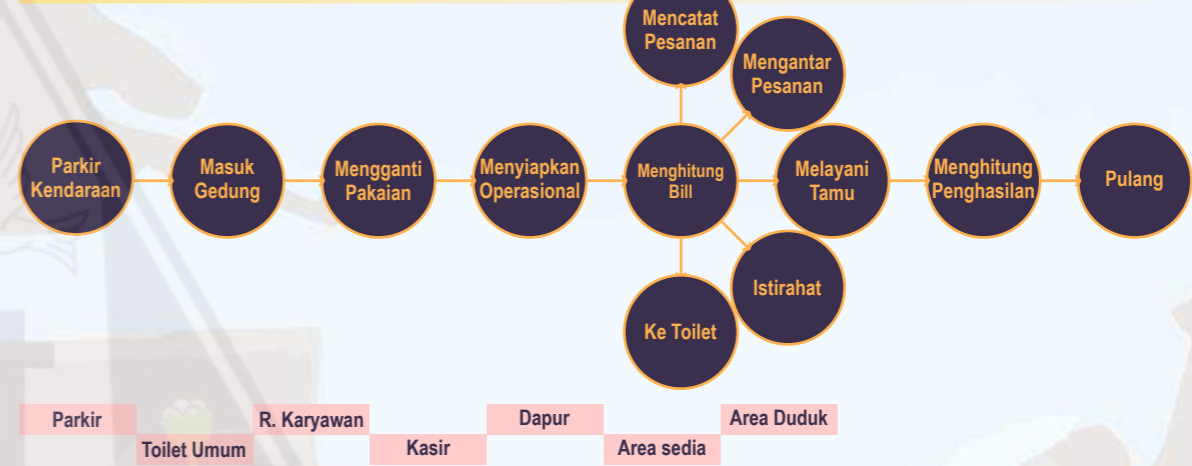 Mencatat
Pesanan
Mengantar
Pesanan
Parkir
Kendaraan
Masuk
Gedung
Mengganti
Pakaian
Menyiapkan
Operasional
Menghitung
Bill
Melayani
Tamu
Menghitung
Penghasilan
Pulang
Istirahat
Ke Toilet
Parkir
Toilet Umum
R. Karyawan
Kasir
Dapur
Area sedia
Area Duduk